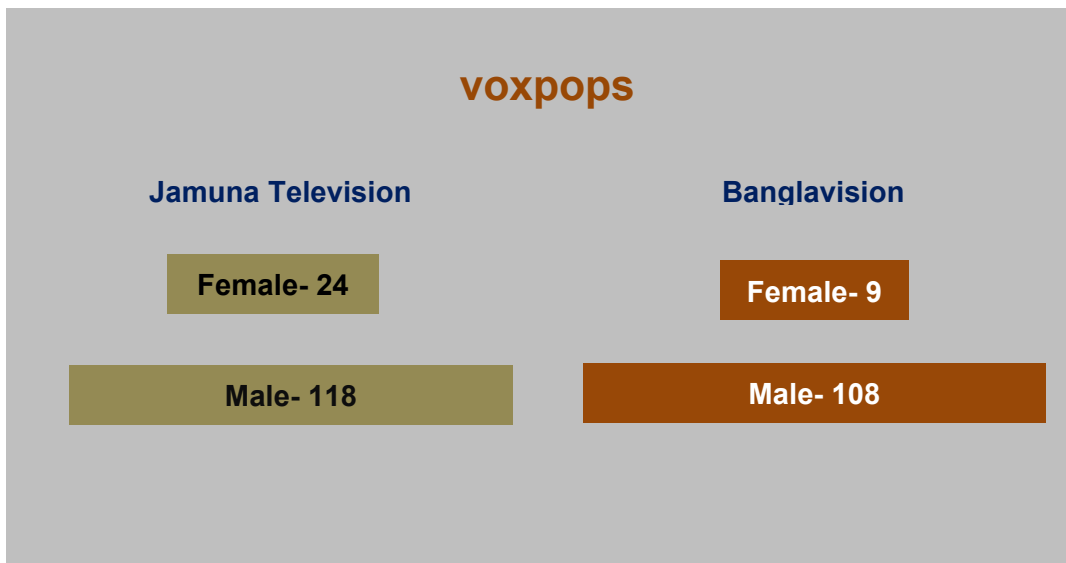 voxpops
Jamuna Television
Banglavision
Female- 24
Female- 9
Male- 118
Male- 108